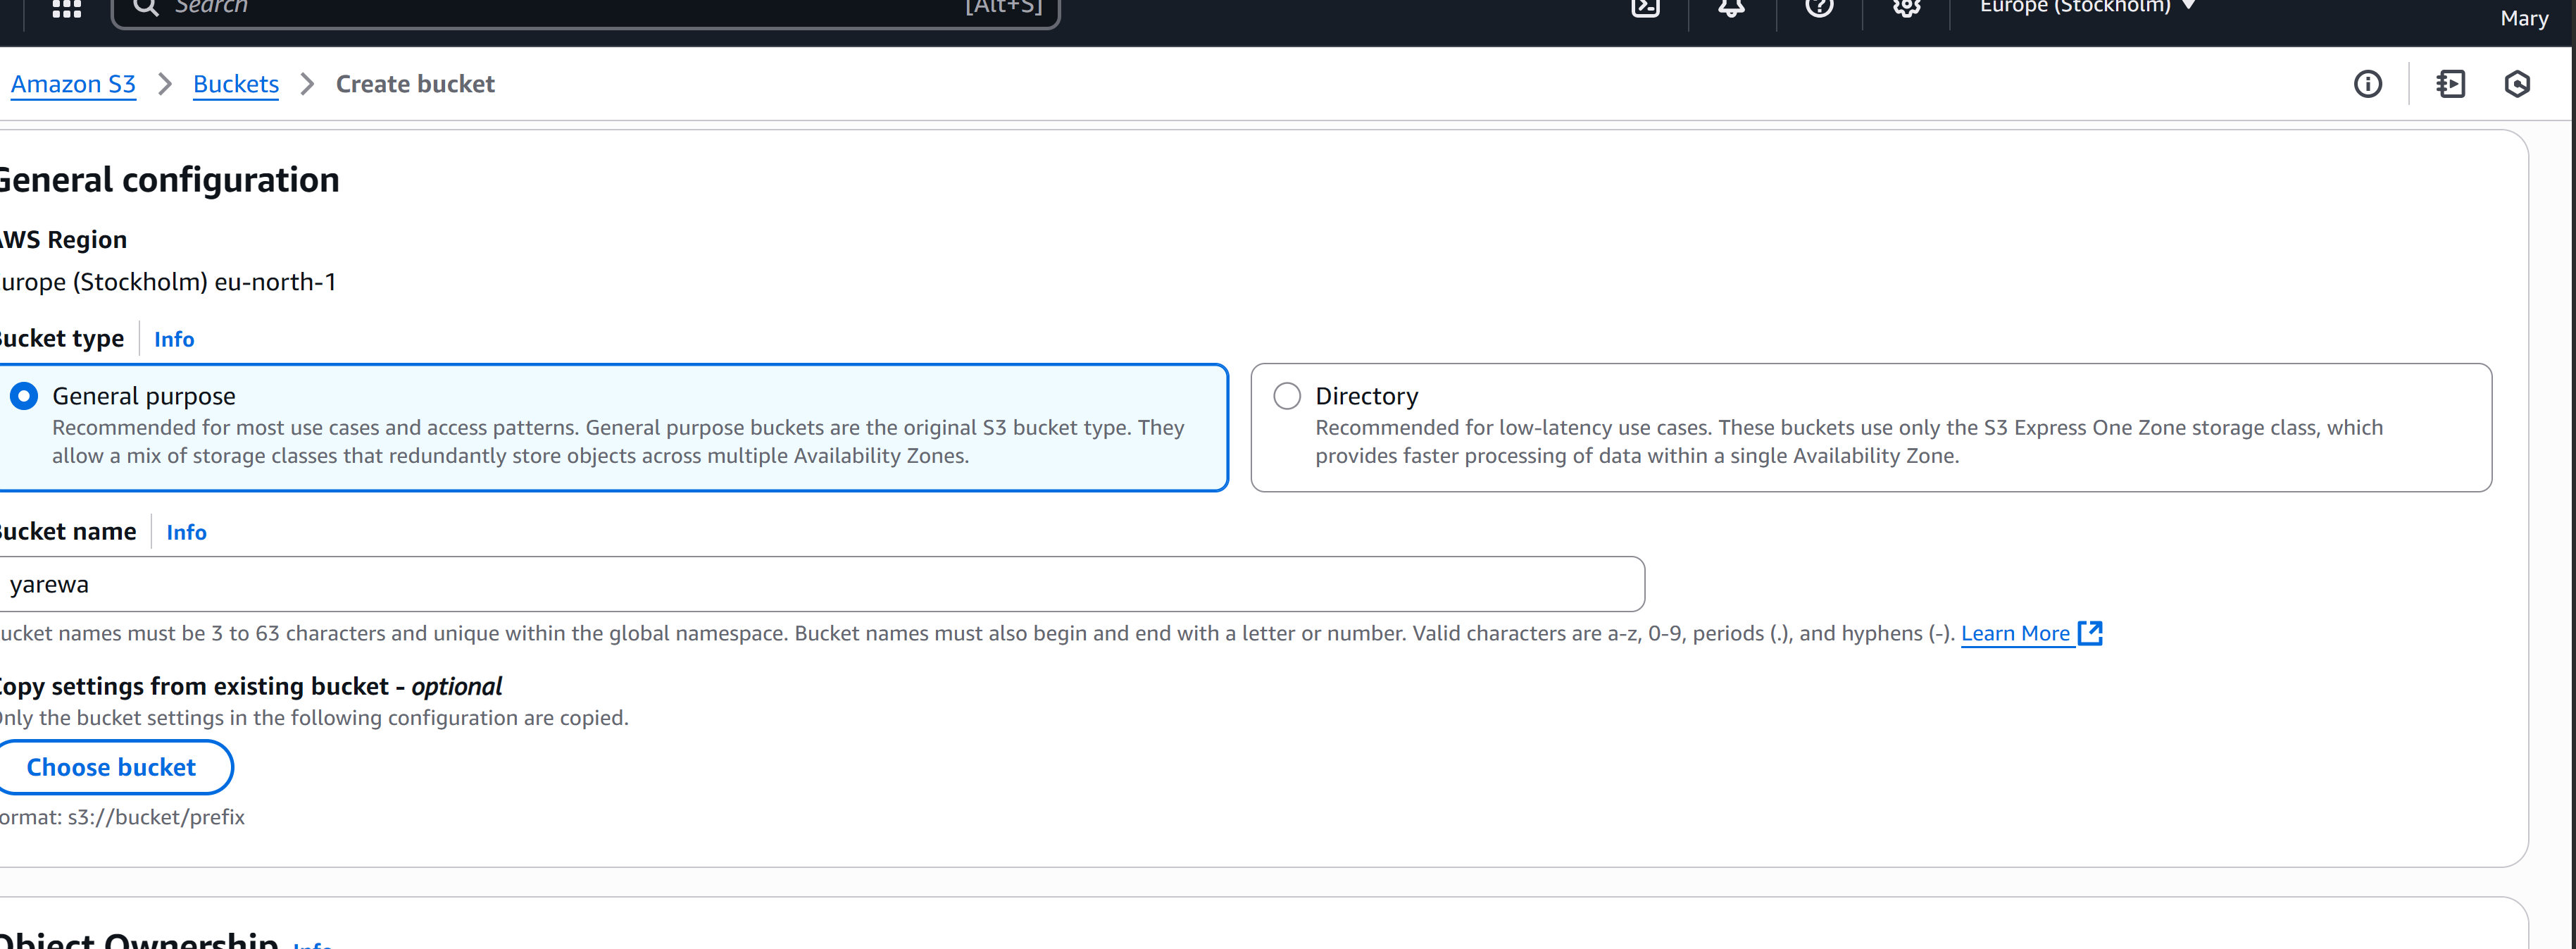 Search [Alt+S] Europe (Stockholm)
Mary
Amazon S3 Buckets Create bucket
General configuration
AWS Region
Europe (Stockholm) eu-north-1
Bucket type Info
General purpose
Recommended for most use cases and access patterns. General purpose buckets are the original S3 bucket type. They
allow a mix of storage classes that redundantly store objects across multiple Availability Zones.
Directory
Recommended for low-latency use cases. These buckets use only the S3 Express One Zone storage class, which
provides faster processing of data within a single Availability Zone.
Bucket name Info
yarewa
ucket names must be 3 to 63 characters and unique within the global namespace. Bucket names must also begin and end with a letter or number. Valid characters are a-z, 0-9, periods (.), and hyphens (-). Learn More
Copy settings from existing bucket - optional
Only the bucket settings in the following configuration are copied.
Choose bucket
ormat: s3://bucket/prefix
Object Ownership Info